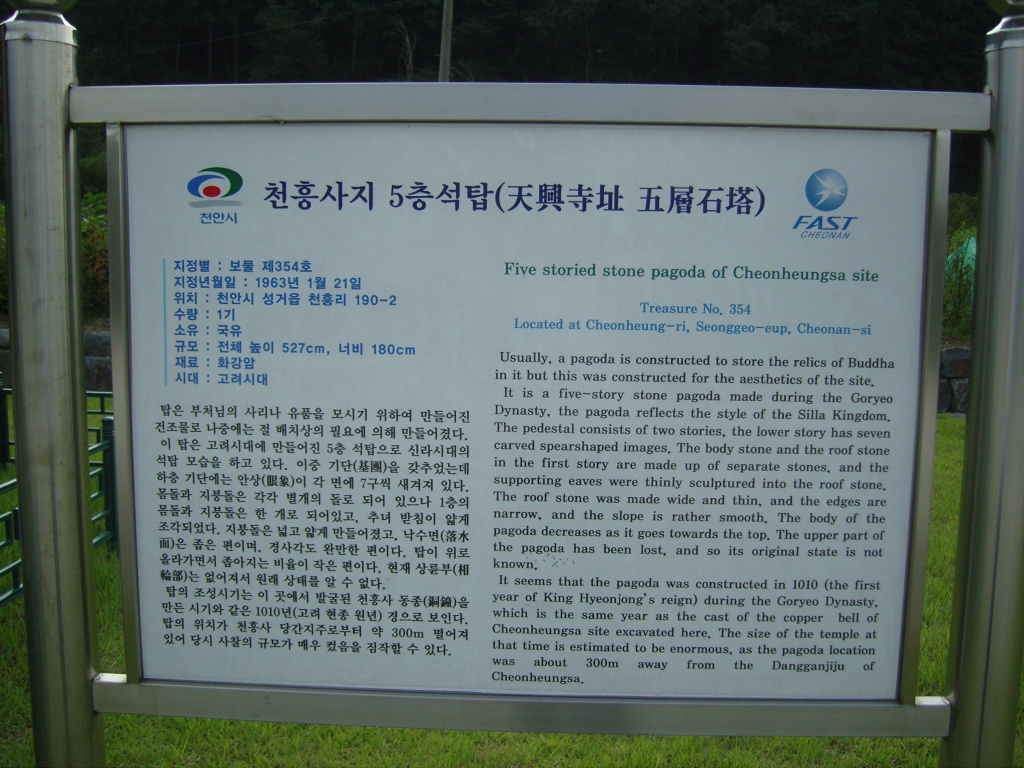 천안시
천흥사지 5층석탑(天興寺址 五層石塔)
FAST
CHEONAN
지정별 : 보물 제354호
지정년월일 : 1963년 1월 21일
위치 : 천안시 성거읍 천흥리 190-2
수량 : 1기
소유 : 국유
규모 : 전체 높이 527cm, 너비 180cm
재료 : 화강암
시대 : 고려시대
탑은 부처님의 사리나 유품을 모시기 위하여 만들어진
건조물로 나중에는 절 배치상의 필요에 의해 만들어졌다.
이 탑은 고려시대에 만들어진 5층 석탑으로 신라시대의
석탑 모습을 하고 있다. 이중 기단(基團)을 갖추었는데
하층 기단에는 안상(眼象)이 각 면에 7구씩 새겨져 있다.
몸돌과 지붕돌은 각각 별개의 돌로 되어 있으나 1층의
몸돌과 지붕돌은 한 개로 되어있고, 추녀 받침이 얇게
조각되었다. 지붕돌은 넓고 얇게 만들어졌고, 낙수면(落水
面)은 좁은 편이며, 경사각도 완만한 편이다. 탑이 위로
올라가면서 좁아지는 비율이 작은 편이다. 현재 상륜부(相
輪部)는 없어져서 원래 상태를 알 수 없다.
탑의 조성시기는 이 곳에서 발굴된 천흥사 동종(銅鐘)을
만든 시기와 같은 1010년(고려 현종 원년) 경으로 보인다.
탑의 위치가 천흥사 당간지주로부터 약 300m 떨어져
있어 당시 사찰의 규모가 매우 컸음을 짐작할 수 있다.
Five storied stone pagoda of Cheonheungsa site
Treasure No. 354
Located at Cheonheung-ri, Seonggeo-eup, Cheonan-si
Usually, a pagoda is constructed to store the relics of Buddha
in it but this was constructed for the aesthetics of the site.
It is a five-story stone pagoda made during the Goryeo
Dynasty, the pagoda reflects the style of the Silla Kingdom.
The pedestal consists of two stories, the lower story has seven
carved spearshaped images. The body stone and the roof stone
in the first story are made up of separate stones, and the
supporting eaves were thinly sculptured into the roof stone.
The roof stone was made wide and thin, and the edges are
narrow, and the slope is rather smooth. The body of the
pagoda decreases as it goes towards the top. The upper part of
the pagoda has been lost, and so its original state is not
known.
It seems that the pagoda was constructed in 1010 (the first
year of King Hyeonjong's reign) during the Goryeo Dynasty,
which is the same year as the cast of the copper bell of
Cheonheungsa site excavated here. The size of the temple at
that time is estimated to be enormous, as the pagoda location
was about 300m away from the Dangganjiju of
Cheonheungsa.